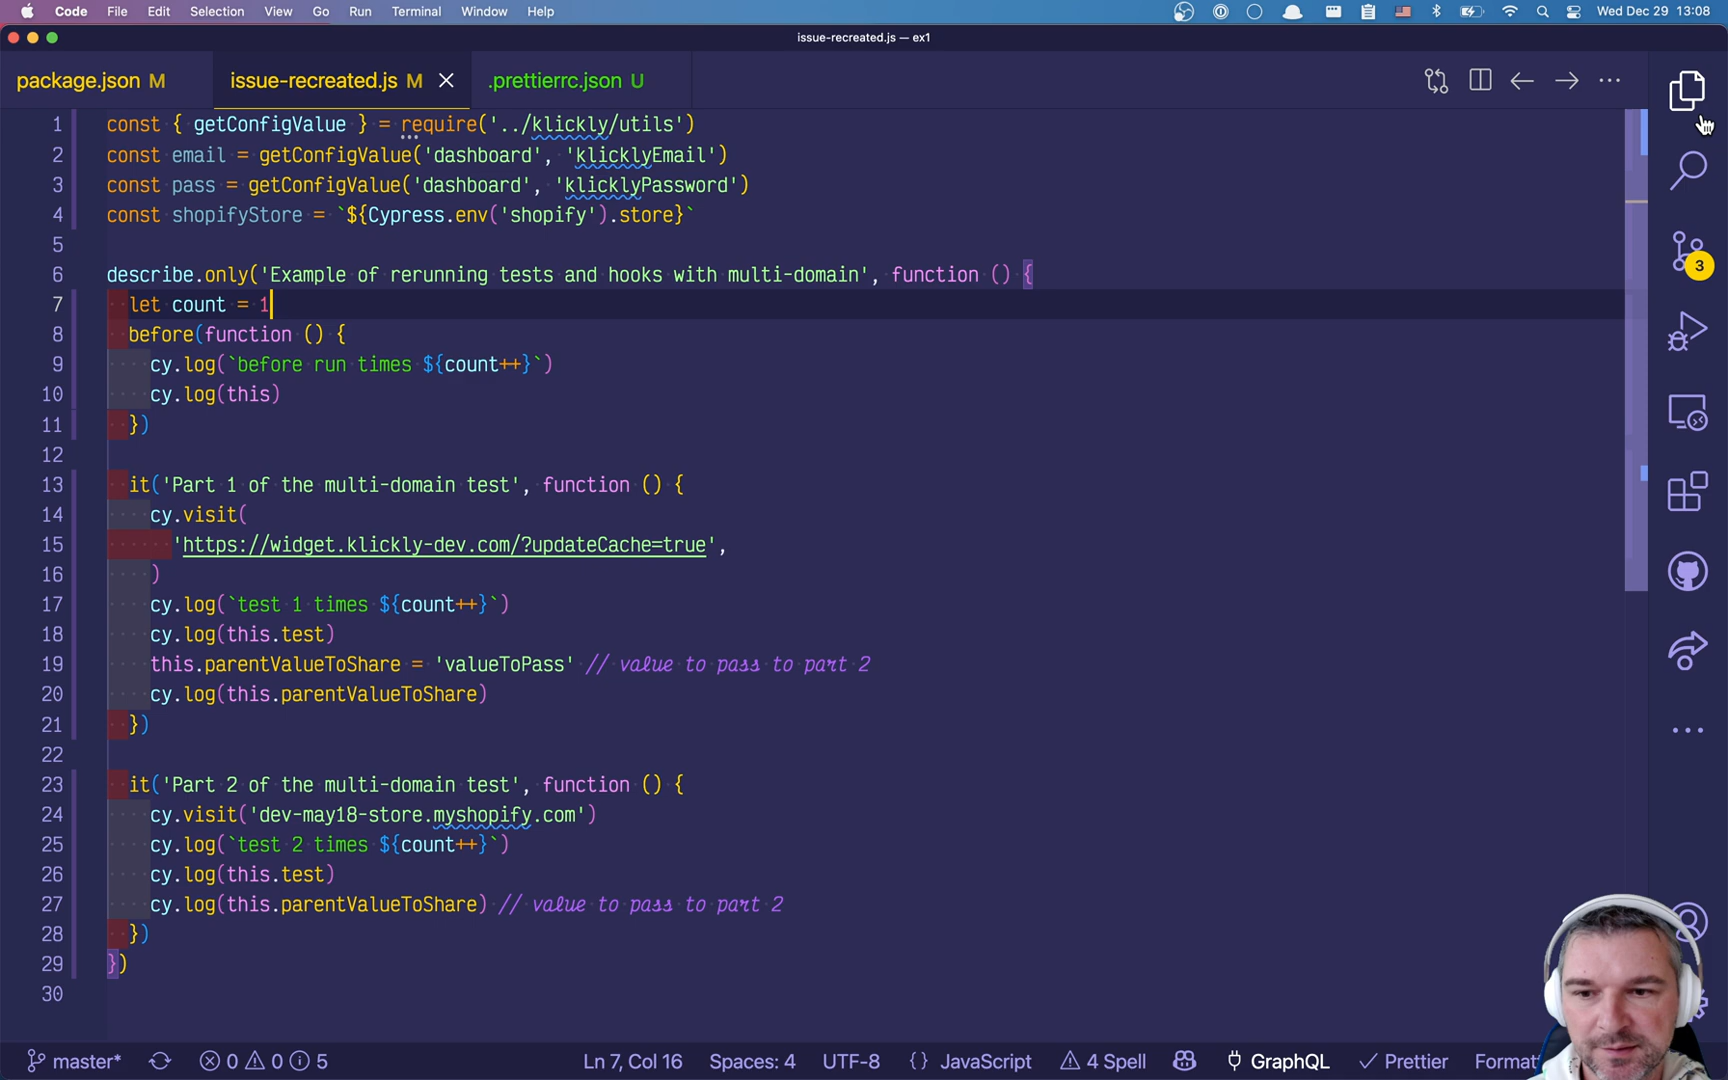 Code File Edit Selection View Go Run Terminal Window Help Wed Dec 29 13:08
issue-recreated.js — ex1
package.json M issue-recreated.js M .prettierrc.json U
1 const { getConfigValue } = require('../klickly/utils')
2 const email = getConfigValue('dashboard', 'klicklyEmail')
3 const pass = getConfigValue('dashboard', 'klicklyPassword')
4 const shopifyStore = `${Cypress.env('shopify').store}`
5
6 describe.only('Example of rerunning tests and hooks with multi-domain', function () {
7 let count = 1
8 before(function () {
9 cy.log(`before run times ${count++}`)
10 cy.log(this)
11 })
12
13 it('Part 1 of the multi-domain test', function () {
14 cy.visit(
15 'https://widget.klickly-dev.com/?updateCache=true',
16 )
17 cy.log(`test 1 times ${count++}`)
18 cy.log(this.test)
19 this.parentValueToShare = 'valueToPass' // value to pass to part 2
20 cy.log(this.parentValueToShare)
21 })
22
23 it('Part 2 of the multi-domain test', function () {
24 cy.visit('dev-may18-store.myshopify.com')
25 cy.log(`test 2 times ${count++}`)
26 cy.log(this.test)
27 cy.log(this.parentValueToShare) // value to pass to part 2
28 })
29 })
30
3
master* 0 0 5 Ln 7, Col 16 Spaces: 4 UTF-8 {} JavaScript 4 Spell GraphQL Prettier